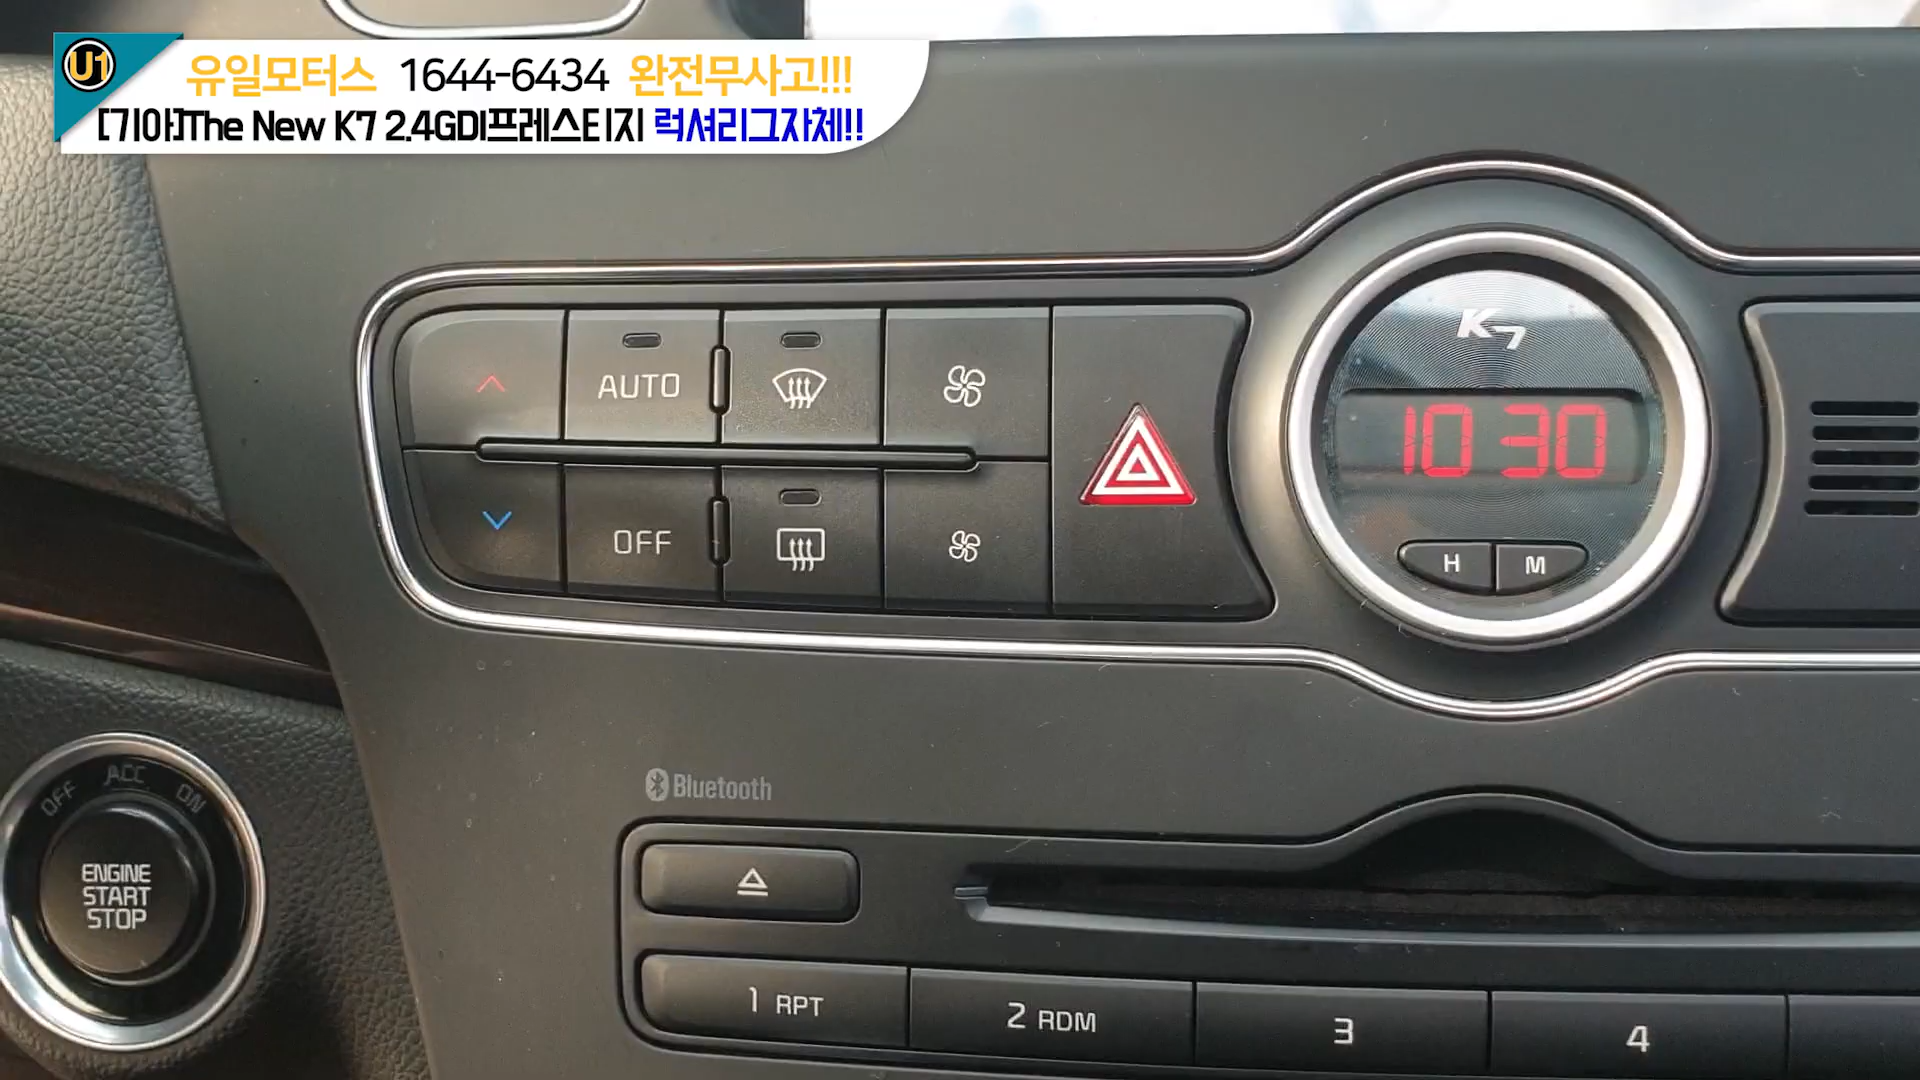 U1
유일모터스 1644-6434 완전무사고!!!
[기아]The New K7 2.4GDI프레스티지 럭셔리그자체!!
K7
AUTO
10 30
OFF
H M
OFF ACC ON
Bluetooth
ENGINE
START
STOP
1 RPT 2 RDM 3 4